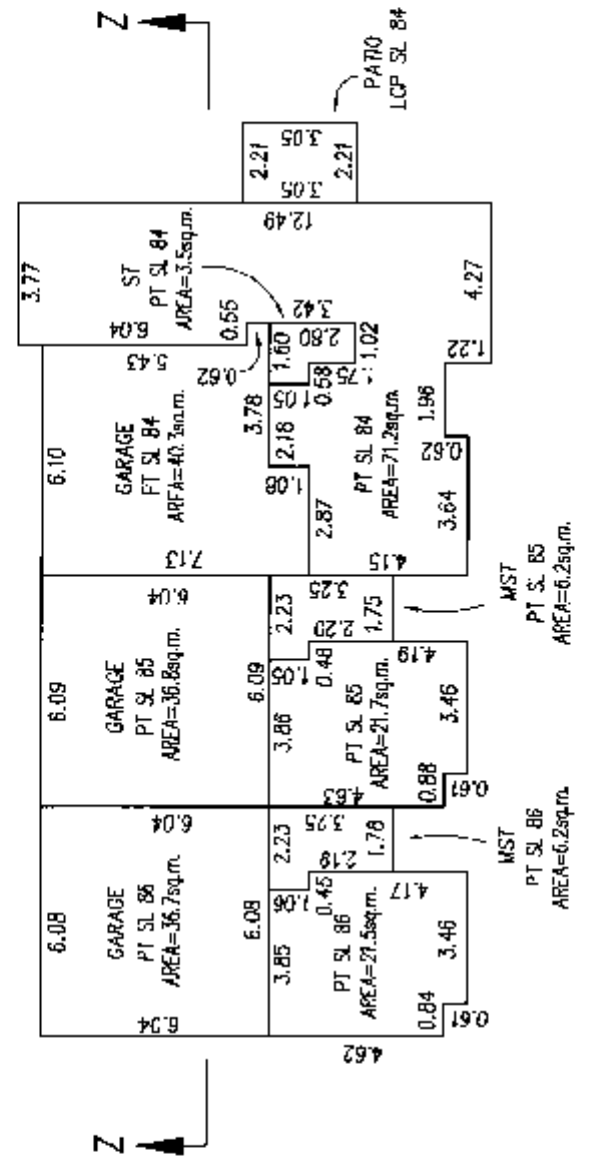 Z
Z
PATIO
LCP SL 84
2.21
3.05
3.05
2.21
12.49
3.77
ST
PT SL 84
AREA=3.5sq.m.
6.04
0.55
3.42
4.27
5.43
0.62
1.60
2.80
1.02
1.22
1.05
0.58
1.75
3.78
1.96
6.10
GARAGE
PT SL 84
AREA=40.3sq.m.
2.18
1.08
PT SL 84
AREA=71.2sq.m.
0.62
2.87
3.64
7.13
4.15
MST
PT SL 85
AREA=6.2sq.m.
6.04
3.25
2.23
2.29
1.75
6.09
GARAGE
PT SL 85
AREA=36.8sq.m.
6.09
1.05
0.48
4.19
3.86
PT SL 85
AREA=21.7sq.m.
3.46
4.63
0.88
0.61
MST
PT SL 86
AREA=6.2sq.m.
6.04
3.25
2.23
2.19
1.78
6.08
GARAGE
PT SL 86
AREA=36.7sq.m.
6.08
1.06
0.45
4.17
3.85
PT SL 86
AREA=21.5sq.m.
3.46
6.04
0.84
0.61
4.62